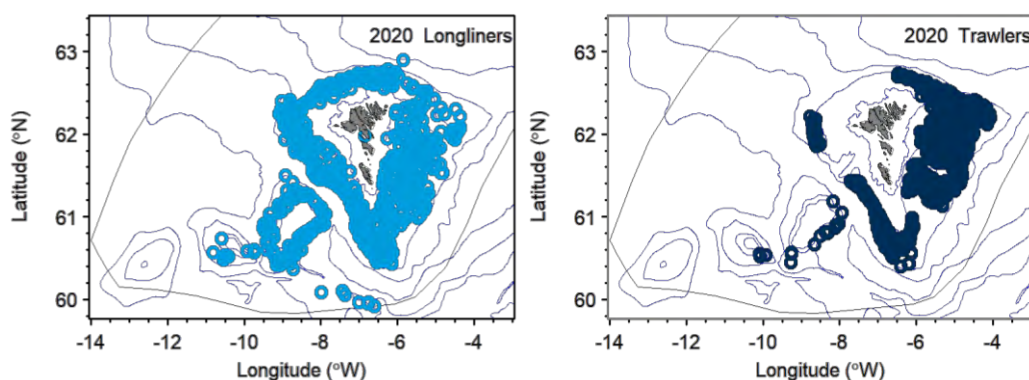 2020 Longliners
63
62
61
60
Latitude (°N)
-14 -12 -10 -8 -6 -4
Longitude (°W)
2020 Trawlers
63
62
61
60
Latitude (°N)
-14 -12 -10 -8 -6 -4
Longitude (°W)